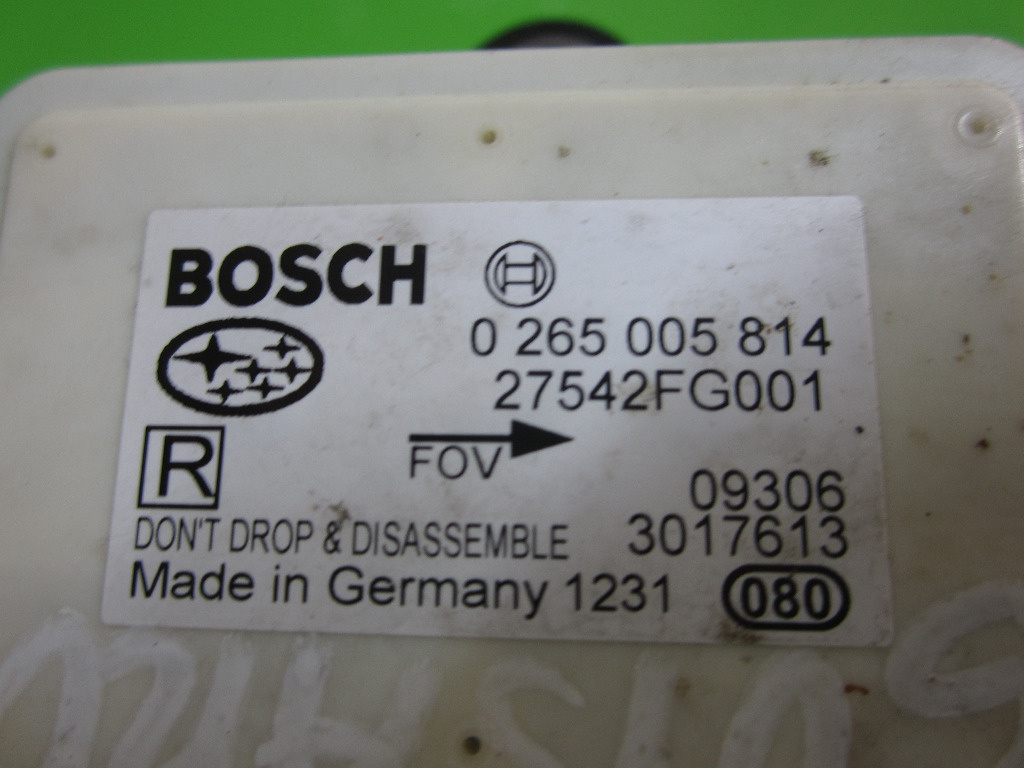 BOSCH
0 265 005 814
27542FG001
R
FOV
09306
DON'T DROP & DISASSEMBLE 3017613
Made in Germany 1231 080